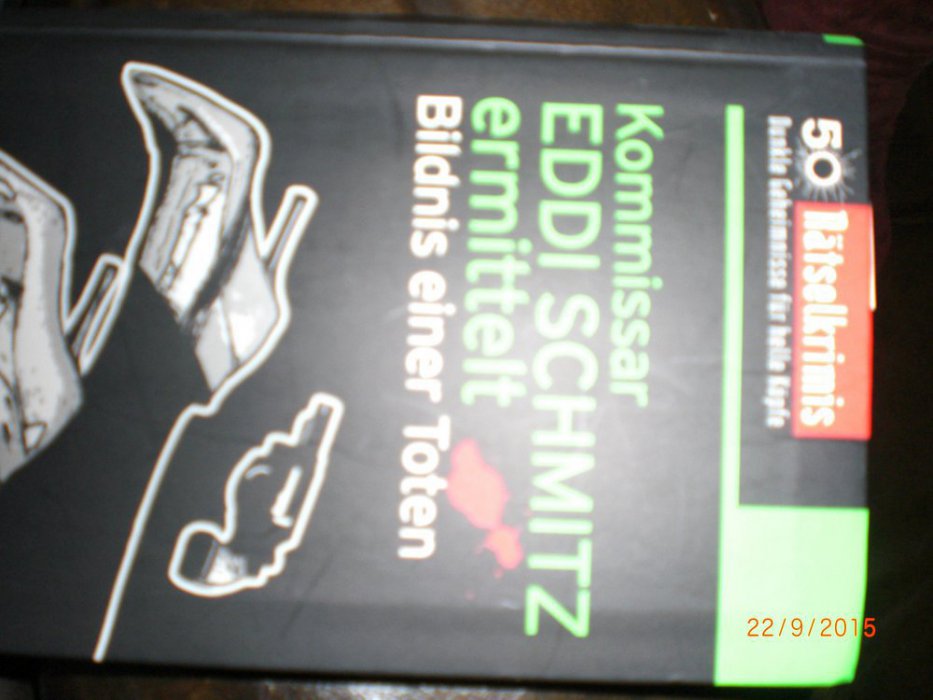 50 Rätselkrimis
Dunkle Geheimnisse für helle Köpfe
Kommissar
EDDI SCHMITZ
ermittelt
Bildnis einer Toten
22/9/2015